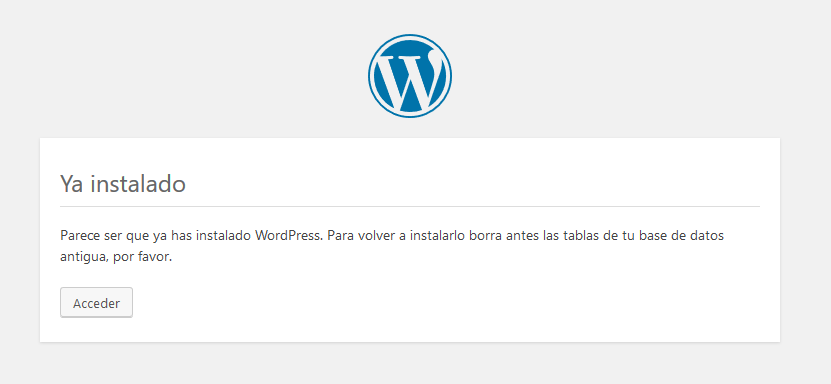 Ya instalado
Parece ser que ya has instalado WordPress. Para volver a instalarlo borra antes las tablas de tu base de datos
antigua, por favor.
Acceder